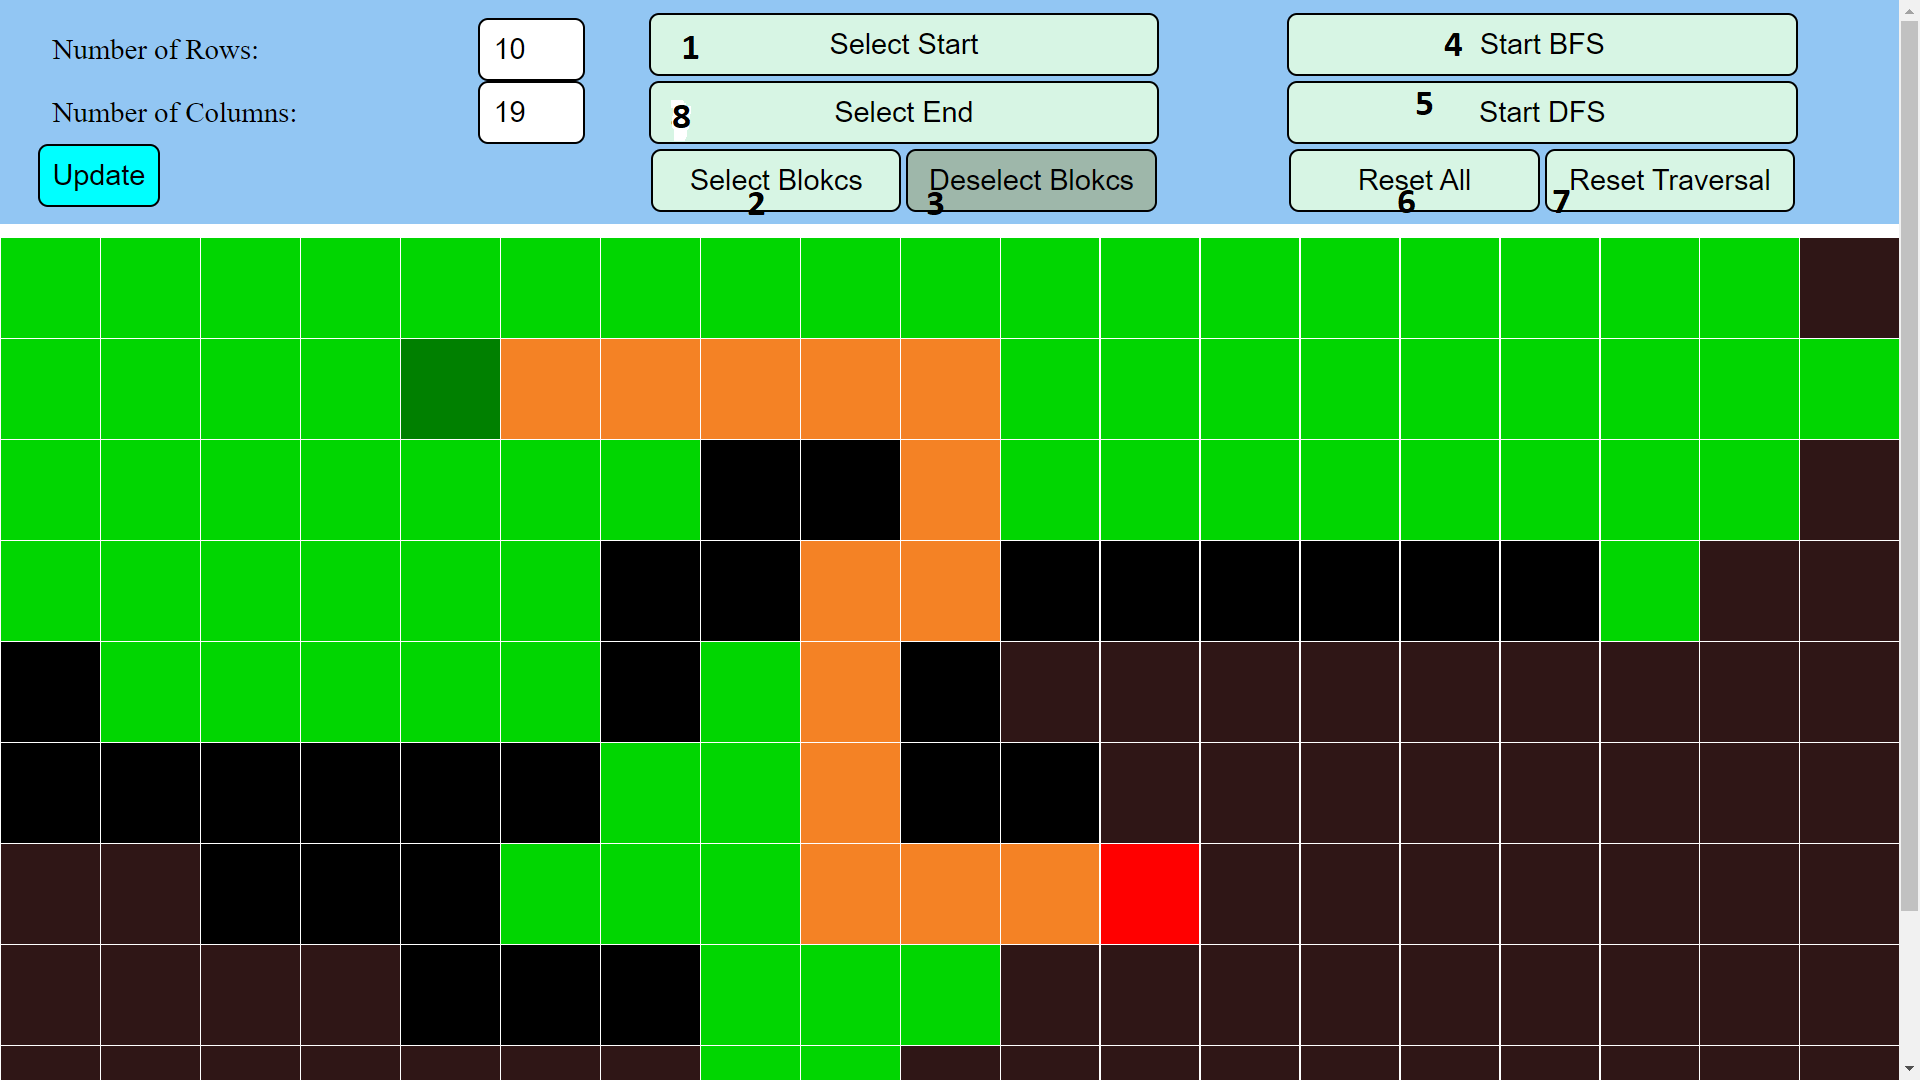 Number of Rows:
10
Number of Columns:
19
Update
1 Select Start
8 Select End
Select Blokcs
2
Deselect Blokcs
3
4 Start BFS
5 Start DFS
Reset All
6
Reset Traversal
7